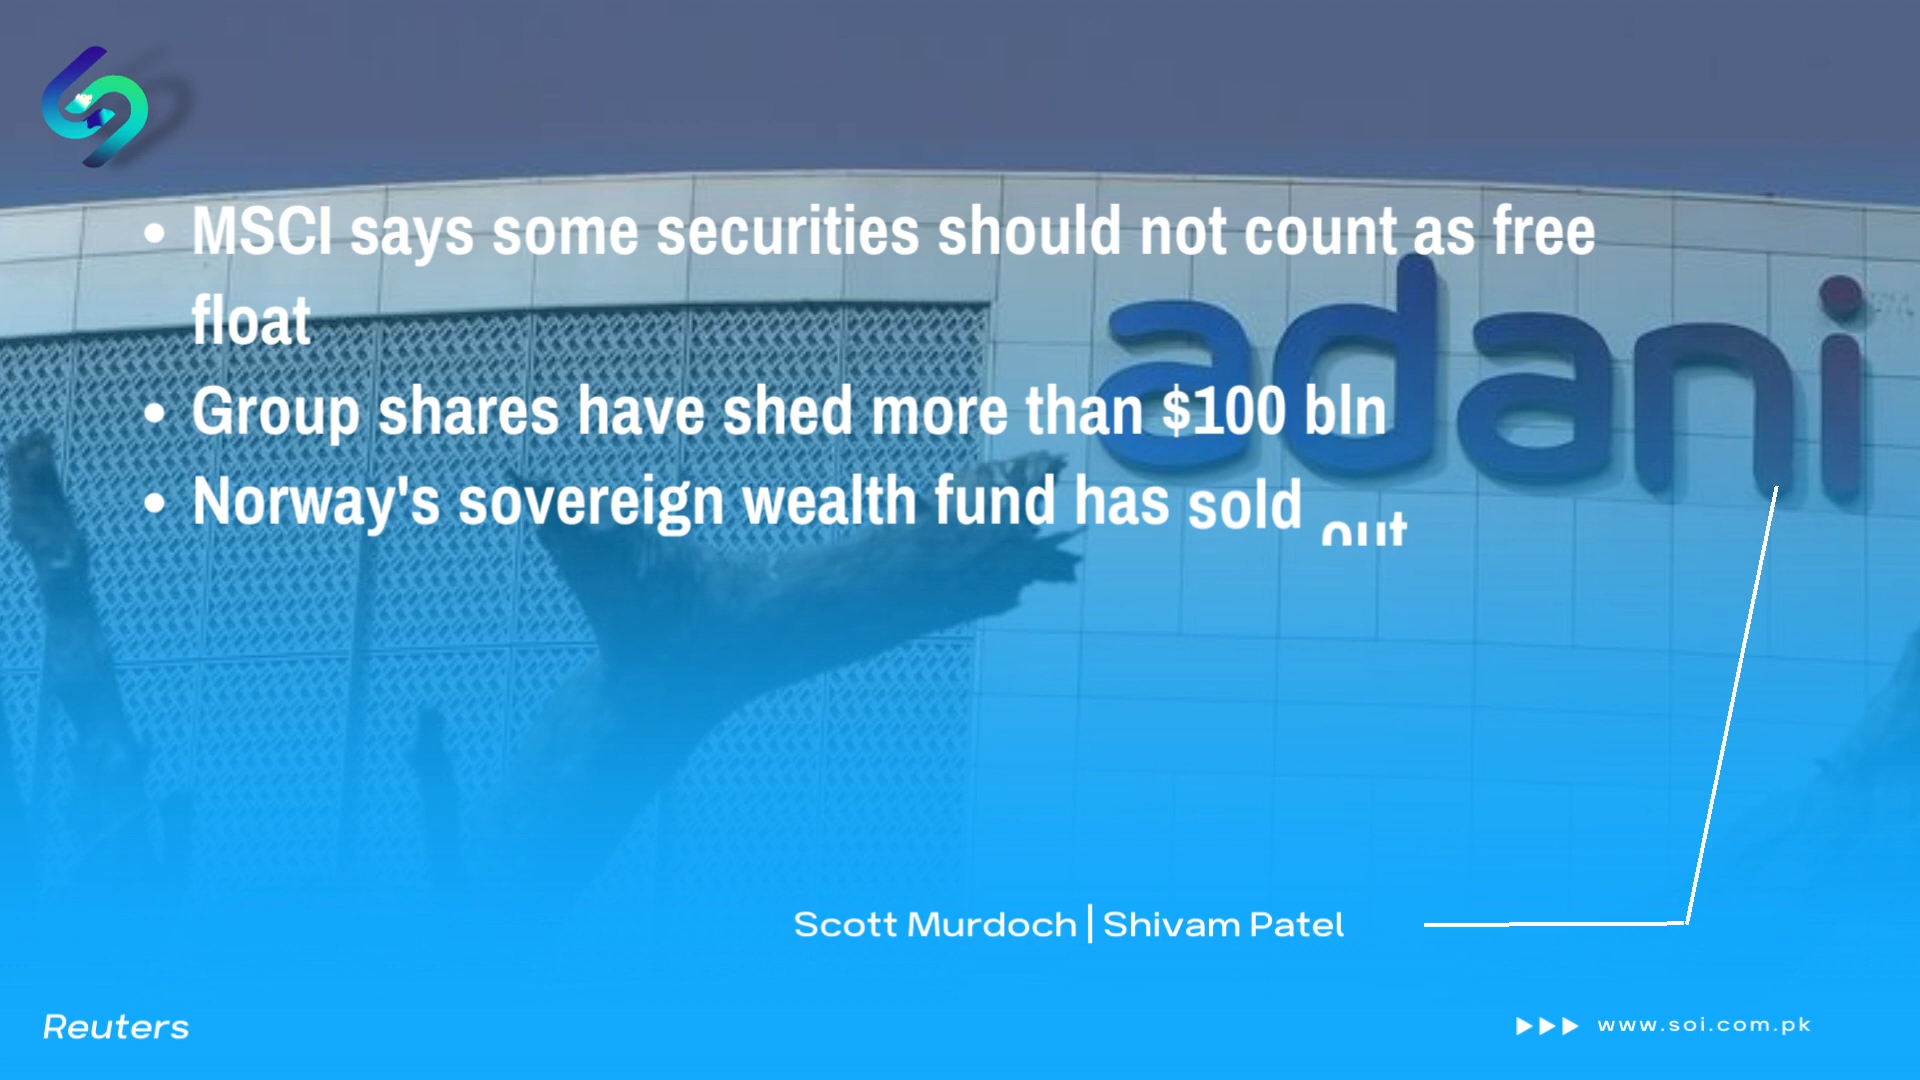 adani
• MSCI says some securities should not count as free
float
• Group shares have shed more than $100 bln
• Norway's sovereign wealth fund has sold out
Scott Murdoch | Shivam Patel
Reuters
www.soi.com.pk